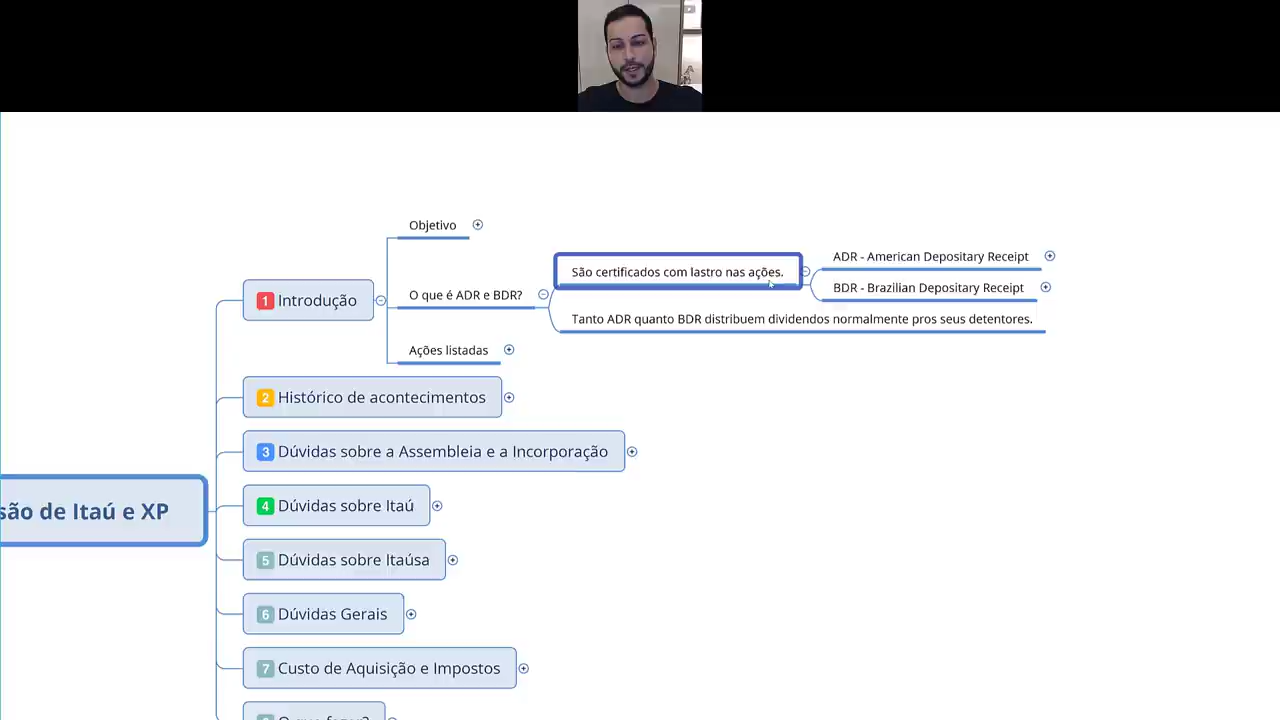 Objetivo
ADR - American Depositary Receipt
São certificados com lastro nas ações.
BDR - Brazilian Depositary Receipt
O que é ADR e BDR?
1 Introdução
Tanto ADR quanto BDR distribuem dividendos normalmente pros seus detentores.
Ações listadas
2 Histórico de acontecimentos
3 Dúvidas sobre a Assembleia e a Incorporação
4 Dúvidas sobre Itaú
são de Itaú e XP
5 Dúvidas sobre Itaúsa
6 Dúvidas Gerais
7 Custo de Aquisição e Impostos